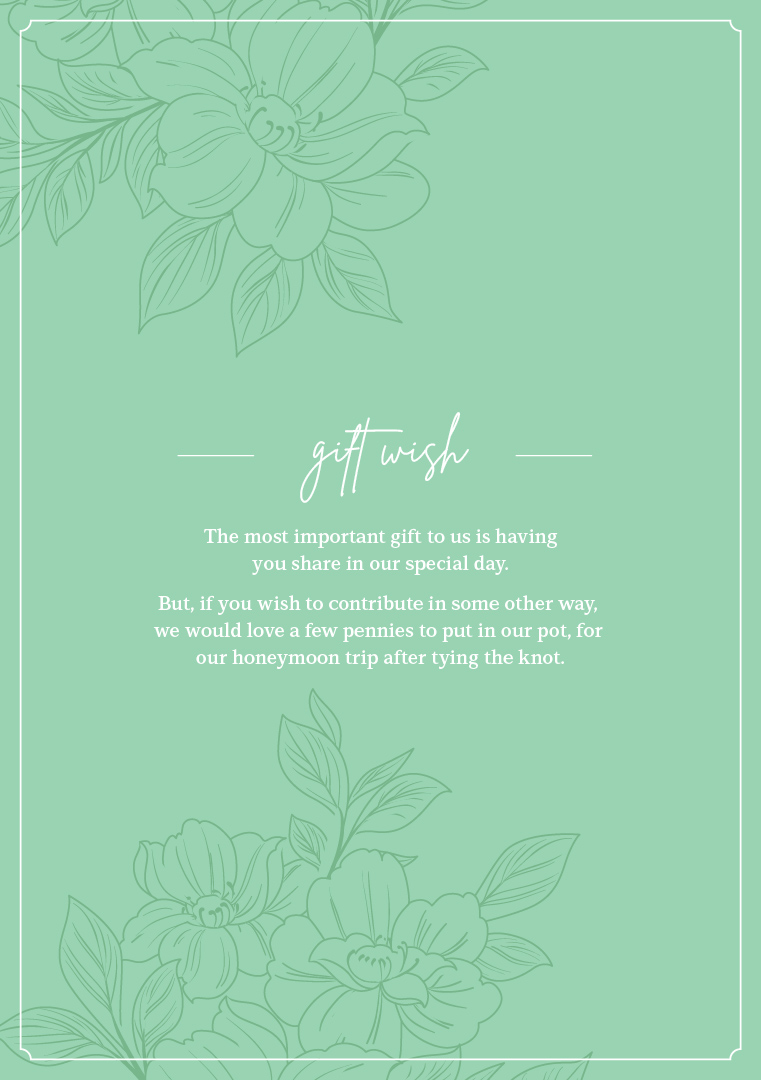 gift wish
The most important gift to us is having
you share in our special day.
But, if you wish to contribute in some other way,
we would love a few pennies to put in our pot, for
our honeymoon trip after tying the knot.